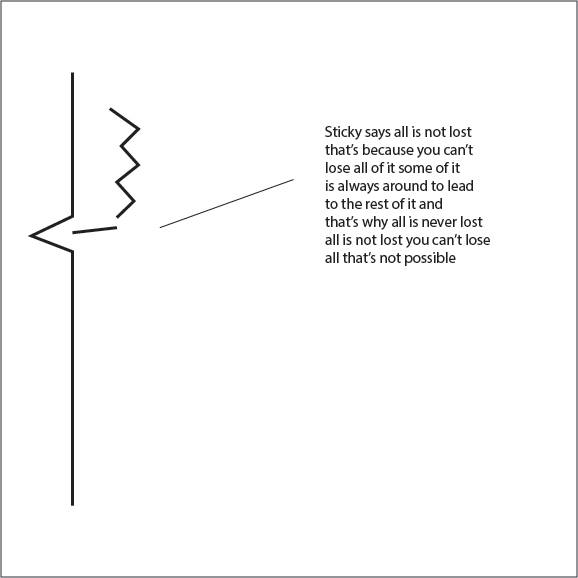 Sticky says all is not lost
that’s because you can’t
lose all of it some of it
is always around to lead
to the rest of it and
that’s why all is never lost
all is not lost you can’t lose
all that’s not possible